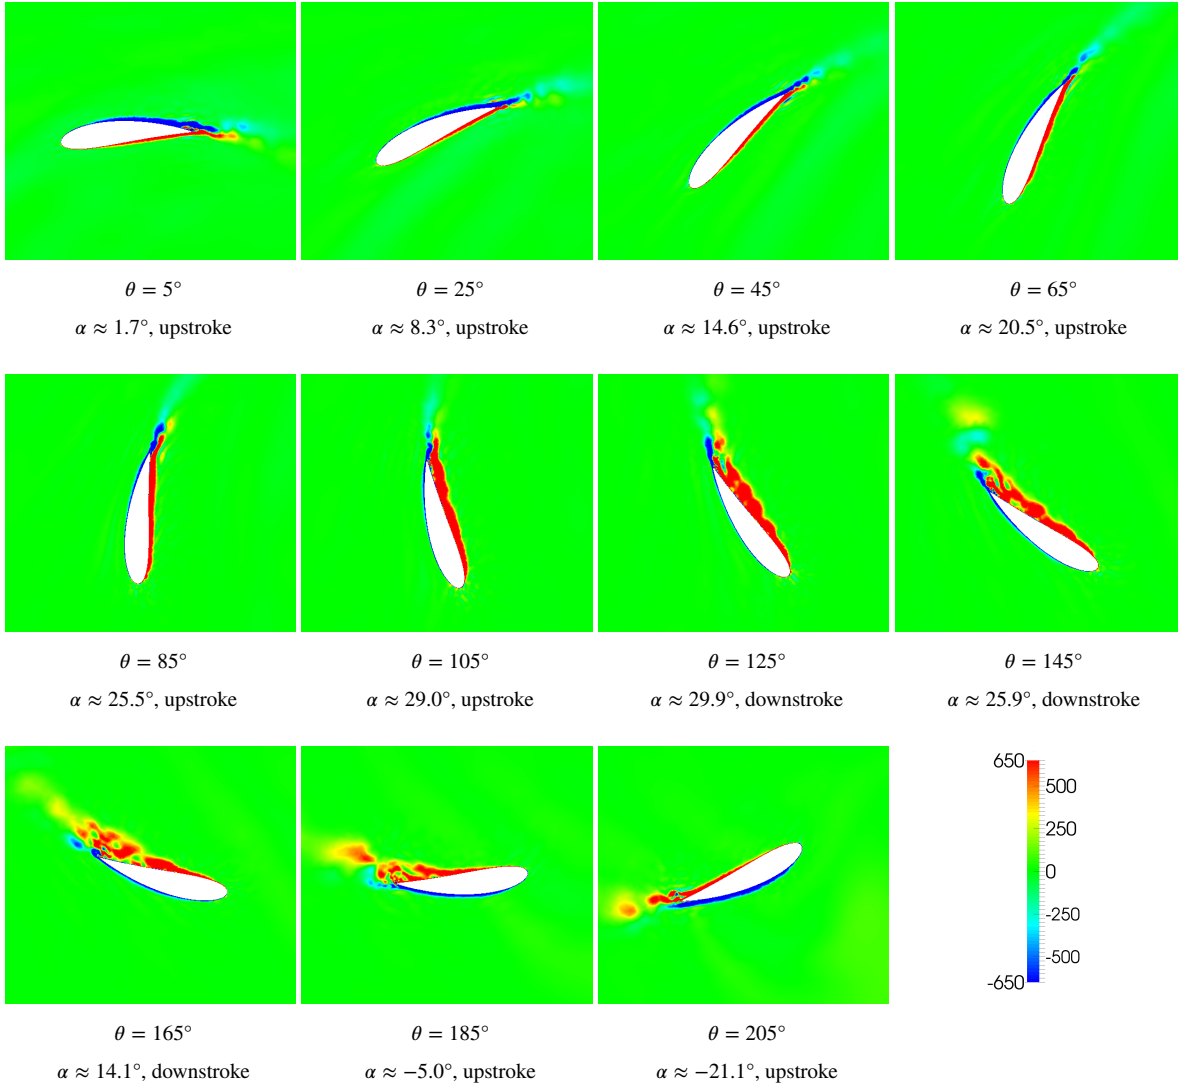 θ = 5° θ = 25° θ = 45° θ = 65°
α ≈ 1.7°, upstroke α ≈ 8.3°, upstroke α ≈ 14.6°, upstroke α ≈ 20.5°, upstroke
θ = 85° θ = 105° θ = 125° θ = 145°
α ≈ 25.5°, upstroke α ≈ 29.0°, upstroke α ≈ 29.9°, downstroke α ≈ 25.9°, downstroke
650
500
250
0
-250
-500
-650
θ = 165° θ = 185° θ = 205°
α ≈ 14.1°, downstroke α ≈ −5.0°, upstroke α ≈ −21.1°, upstroke